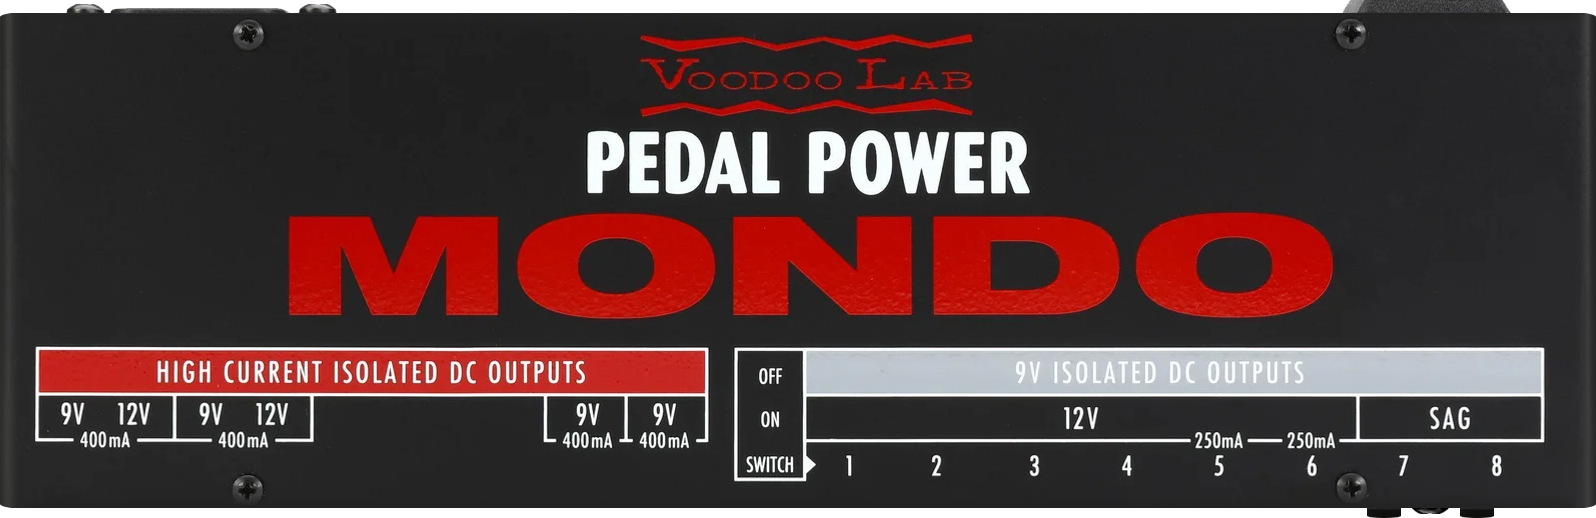 VOODOO LAB
PEDAL POWER
MONDO
HIGH CURRENT ISOLATED DC OUTPUTS
9V 12V 9V 12V 9V 9V
400mA 400mA 400mA 400mA
OFF 9V ISOLATED DC OUTPUTS
ON 12V SAG
250mA 250mA
SWITCH 1 2 3 4 5 6 7 8